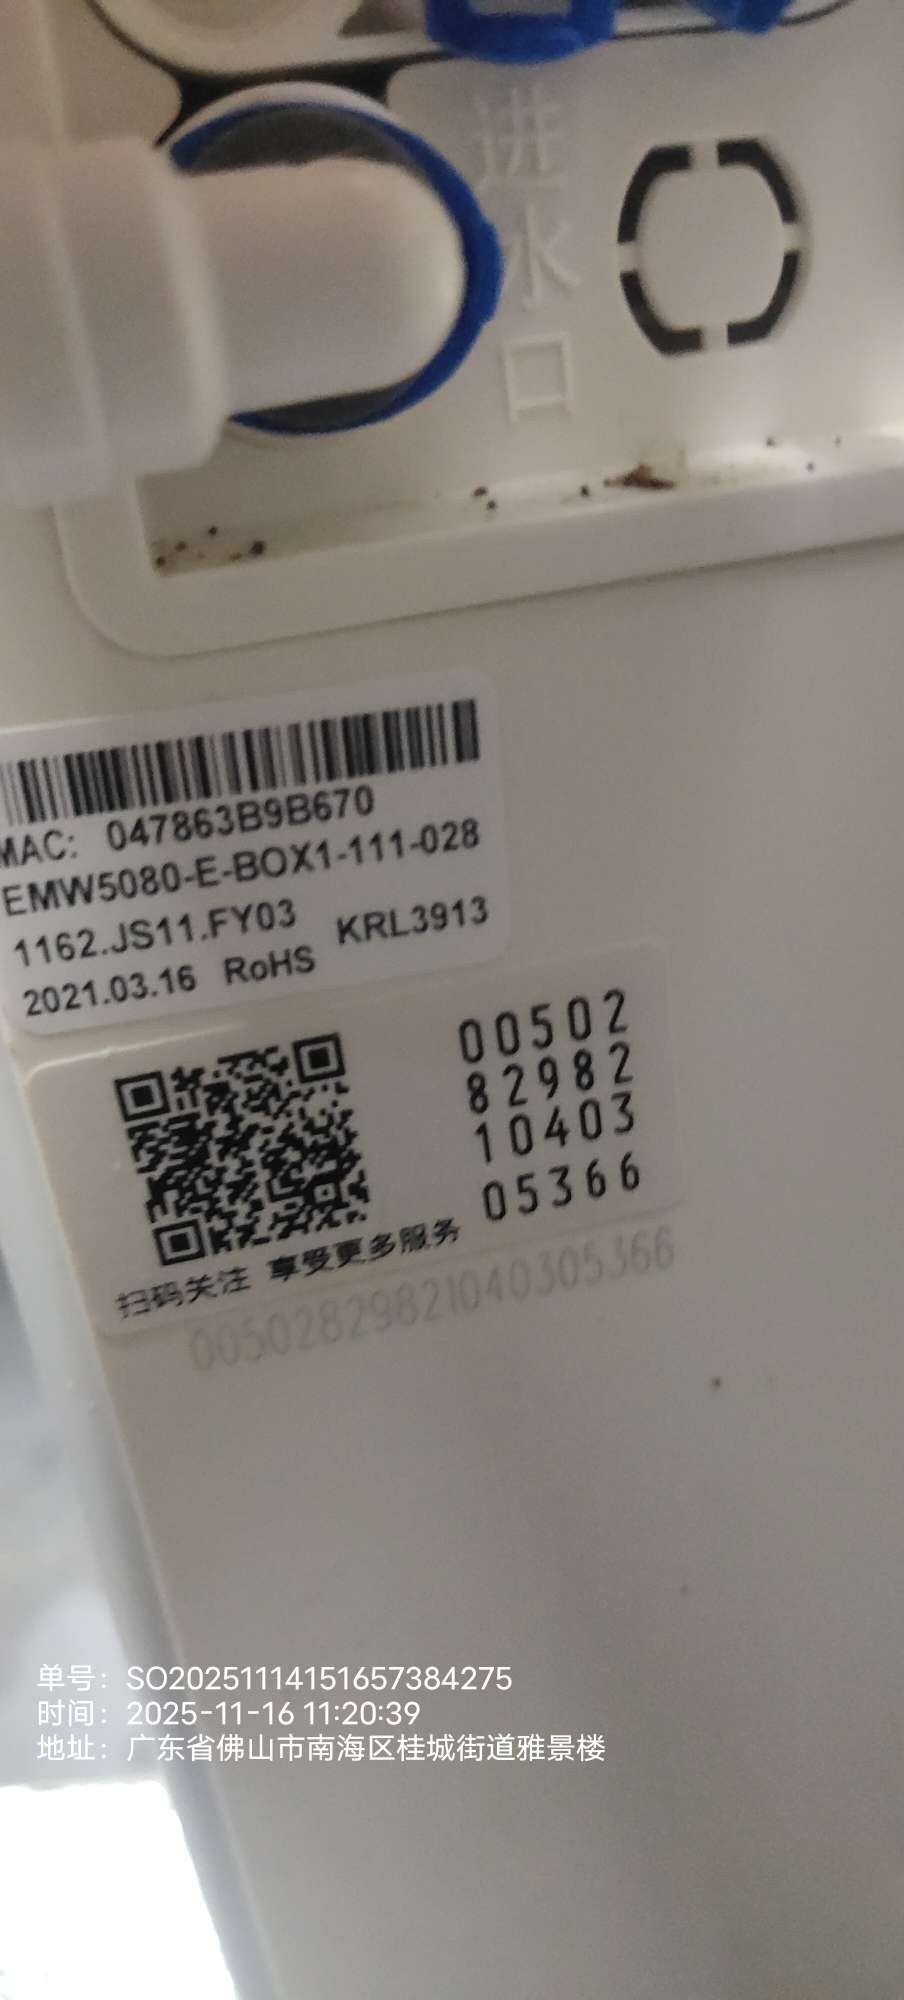 进水口
MAC: 047863B9B670
EMW5080-E-BOX1-111-028
1162.JS11.FY03 KRL3913
2021.03.16 RoHS
00502
82982
10403
05366
扫码关注 享受更多服务
00502829821040305366
单号：SO20251114151657384275
时间：2025-11-16 11:20:39
地址：广东省佛山市南海区桂城街道雅景楼